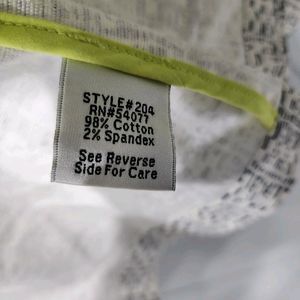 STYLE#204
RN#54077
98% Cotton
2% Spandex
See Reverse
Side For Care